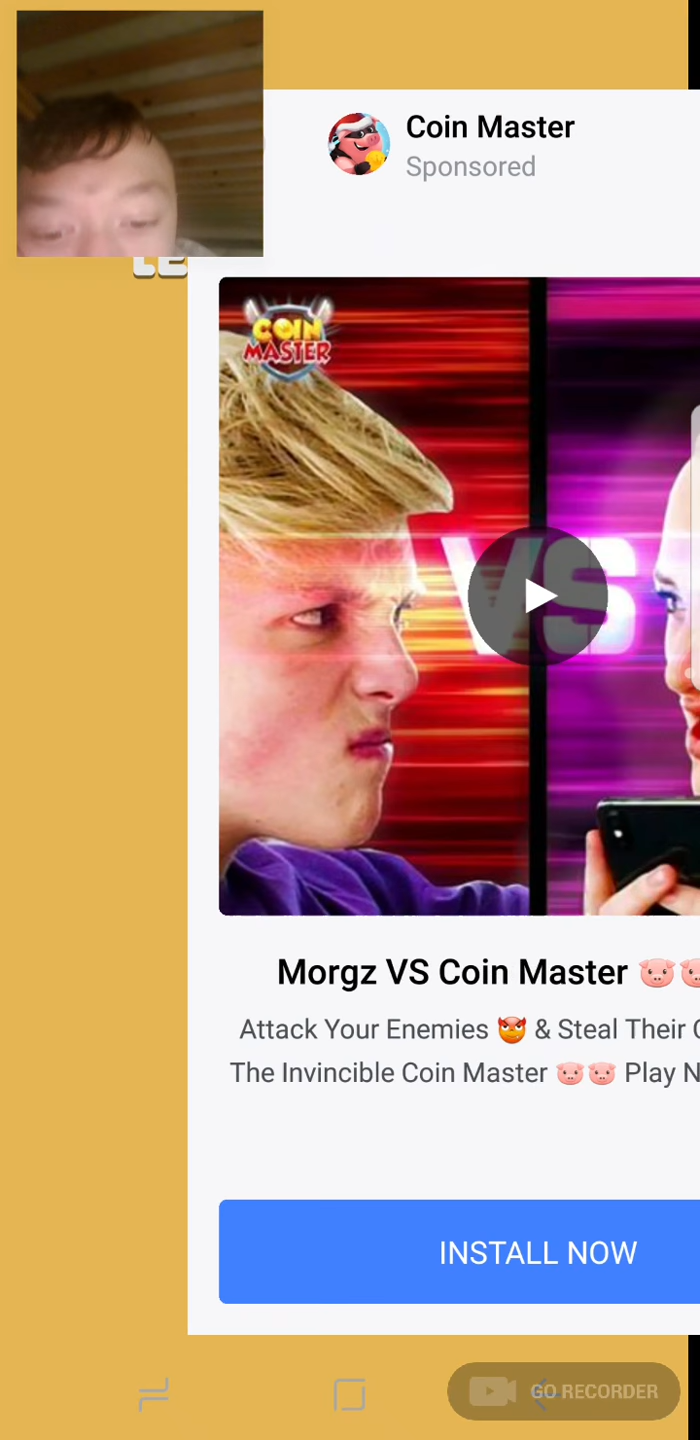 Coin Master
Sponsored
COIN
MASTER
VS
Morgz VS Coin Master 🐷
Attack Your Enemies 😈 & Steal Their
The Invincible Coin Master 🐷🐷 Play
INSTALL NOW
GO RECORDER